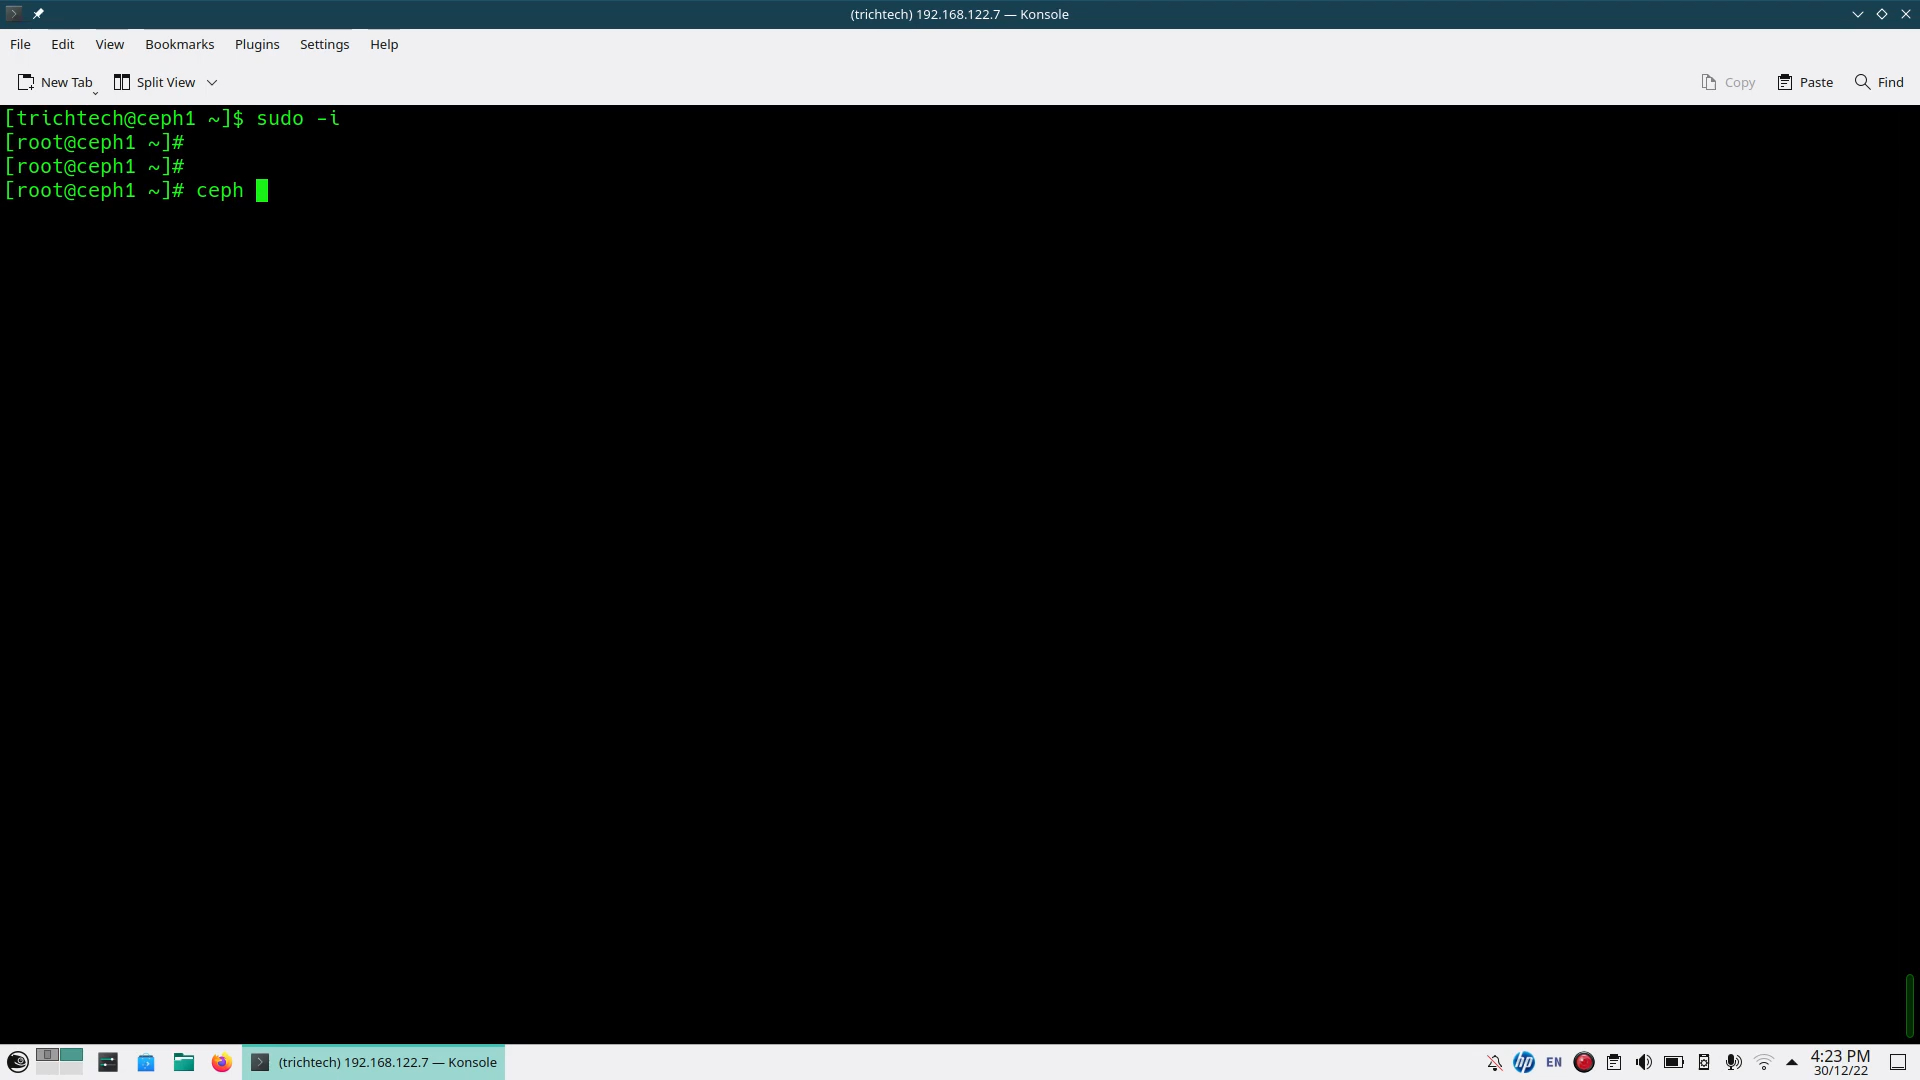 (trichtech) 192.168.122.7 — Konsole
File Edit View Bookmarks Plugins Settings Help
New Tab Split View Copy Paste Find
[trichtech@ceph1 ~]$ sudo -i
[root@ceph1 ~]#
[root@ceph1 ~]#
[root@ceph1 ~]# ceph
(trichtech) 192.168.122.7 — Konsole hp EN 4:23 PM
30/12/22